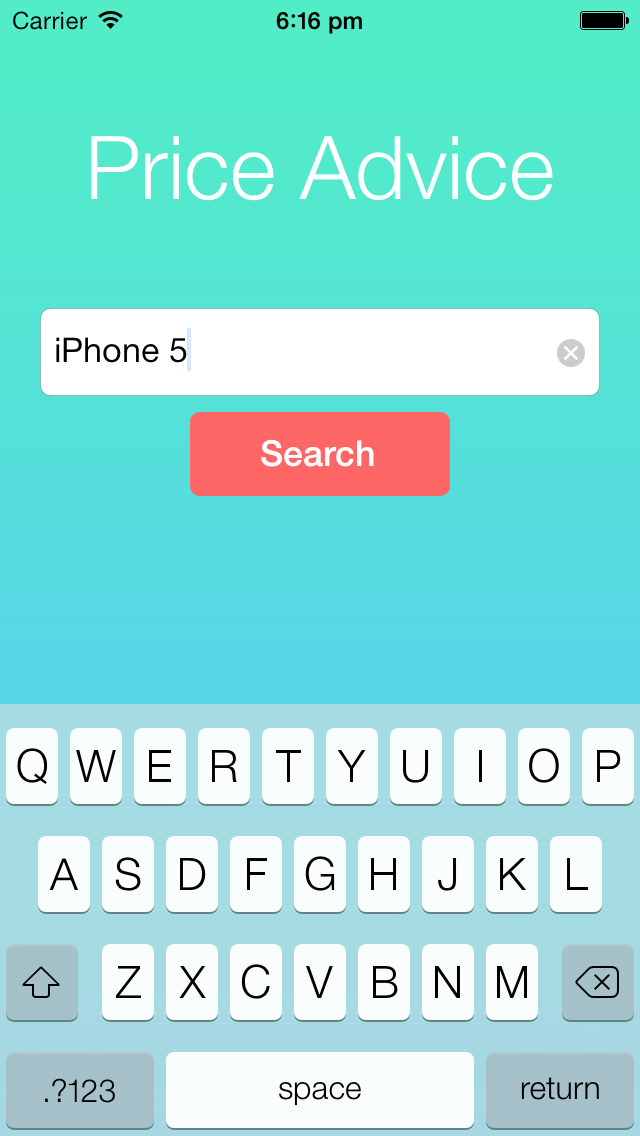 Carrier 6:16 pm
Price Advice
iPhone 5
Search
Q W E R T Y U I O P
A S D F G H J K L
Z X C V B N M
.?123 space return